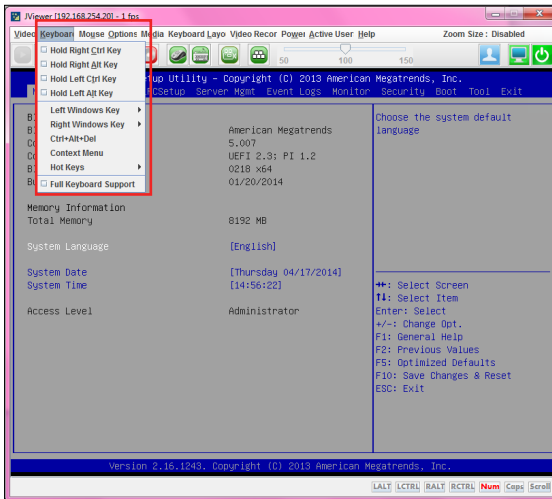 JViewer [192.168.254.20] - 1 fps
Video Keyboard Mouse Options Media Keyboard Layo Video Recor Power Active User Help Zoom Size : Disabled
50 100 150
Hold Right Ctrl Key
Hold Right Alt Key
Hold Left Ctrl Key
Hold Left Alt Key
Left Windows Key
Right Windows Key
Ctrl+Alt+Del
Context Menu
Hot Keys
Full Keyboard Support
up Utility - Copyright (C) 2013 American Megatrends, Inc.
CSetup Server Mgmt Event Logs Monitor Security Boot Tool Exit
American Megatrends
5.007
UEFI 2.3; PI 1.2
0218 x64
01/20/2014
Memory Information
Total Memory 8192 MB
System Language [English]
System Date [Thursday 04/17/2014]
System Time [14:56:22]
Access Level Administrator
Choose the system default
language
: Select Screen
↑↓: Select Item
Enter: Select
+/-: Change Opt.
F1: General Help
F2: Previous Values
F5: Optimized Defaults
F10: Save Changes & Reset
ESC: Exit
Version 2.16.1243. Copyright (C) 2013 American Megatrends, Inc.
LALT LCTRL RALT RCTRL Num Caps Scroll